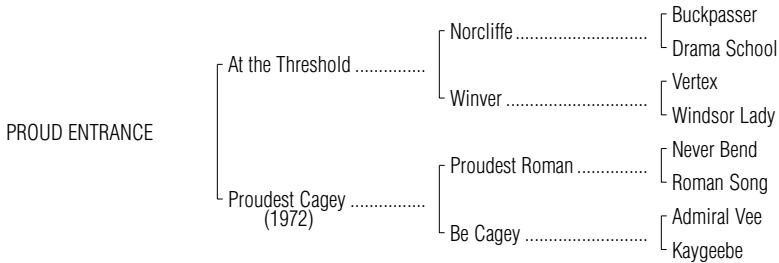 Buckpasser
Norcliffe
Drama School
At the Threshold
Vertex
Winver
Windsor Lady
PROUD ENTRANCE
Never Bend
Proudest Roman
Roman Song
Proudest Cagey
(1972)
Admiral Vee
Be Cagey
Kaygeebe